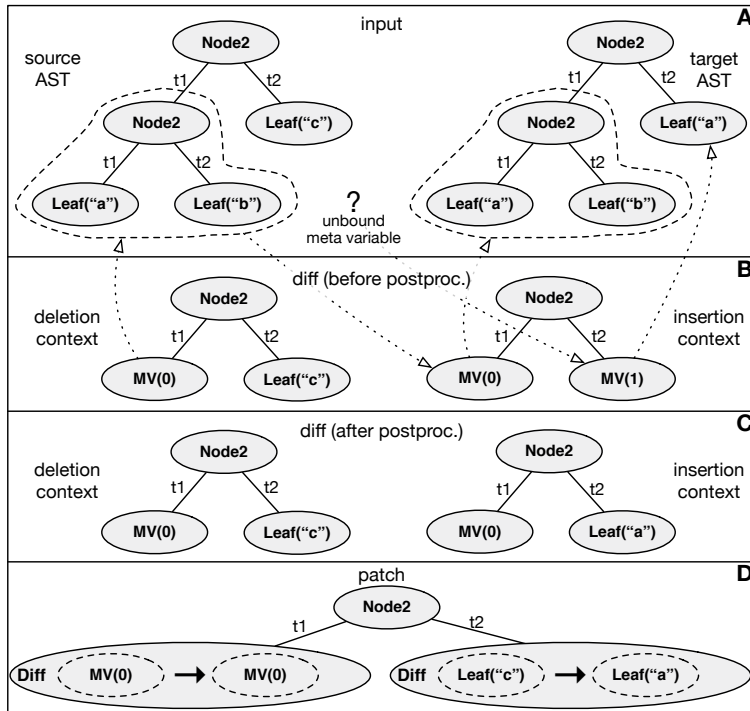 A
input
source
AST
target
AST
Node2
t1
t2
Node2
Leaf(“c”)
t1
t2
Leaf(“a”)
Leaf(“b”)
Node2
t1
t2
Node2
Leaf(“a”)
t1
t2
Leaf(“a”)
Leaf(“b”)
?
unbound
meta variable
B
diff (before postproc.)
deletion
context
insertion
context
Node2
t1
t2
MV(0)
Leaf(“c”)
Node2
t1
t2
MV(0)
MV(1)
C
diff (after postproc.)
deletion
context
insertion
context
Node2
t1
t2
MV(0)
Leaf(“c”)
Node2
t1
t2
MV(0)
Leaf(“a”)
D
patch
Node2
t1
t2
Diff MV(0) MV(0)
Diff Leaf(“c”) Leaf(“a”)